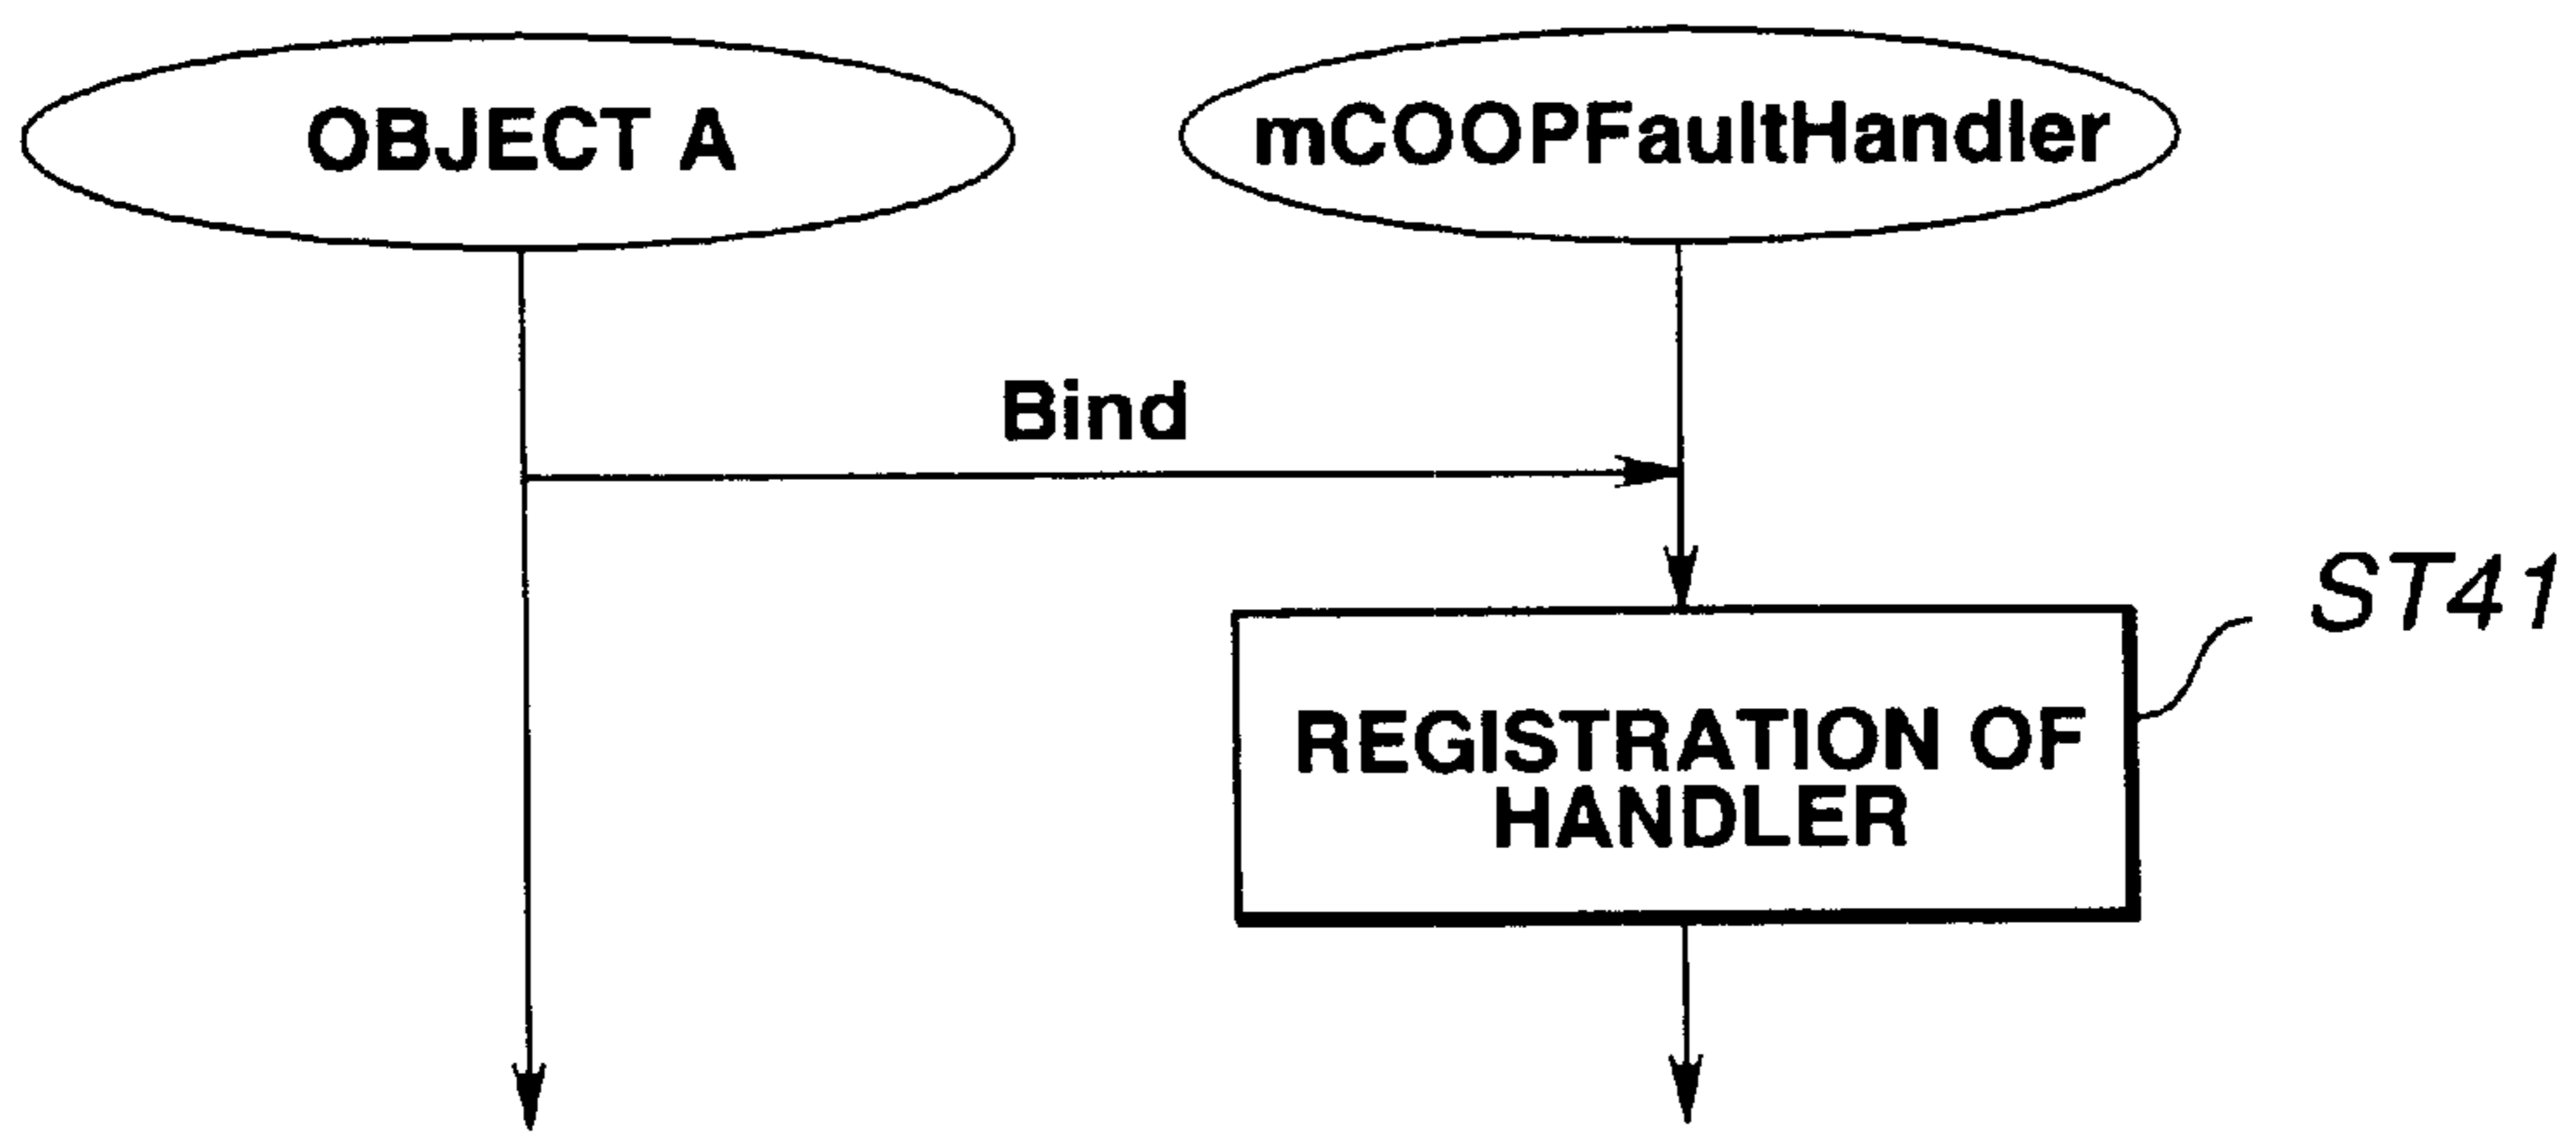 OBJECT A
mCOOPFaultHandler
Bind
ST41
REGISTRATION OF
HANDLER